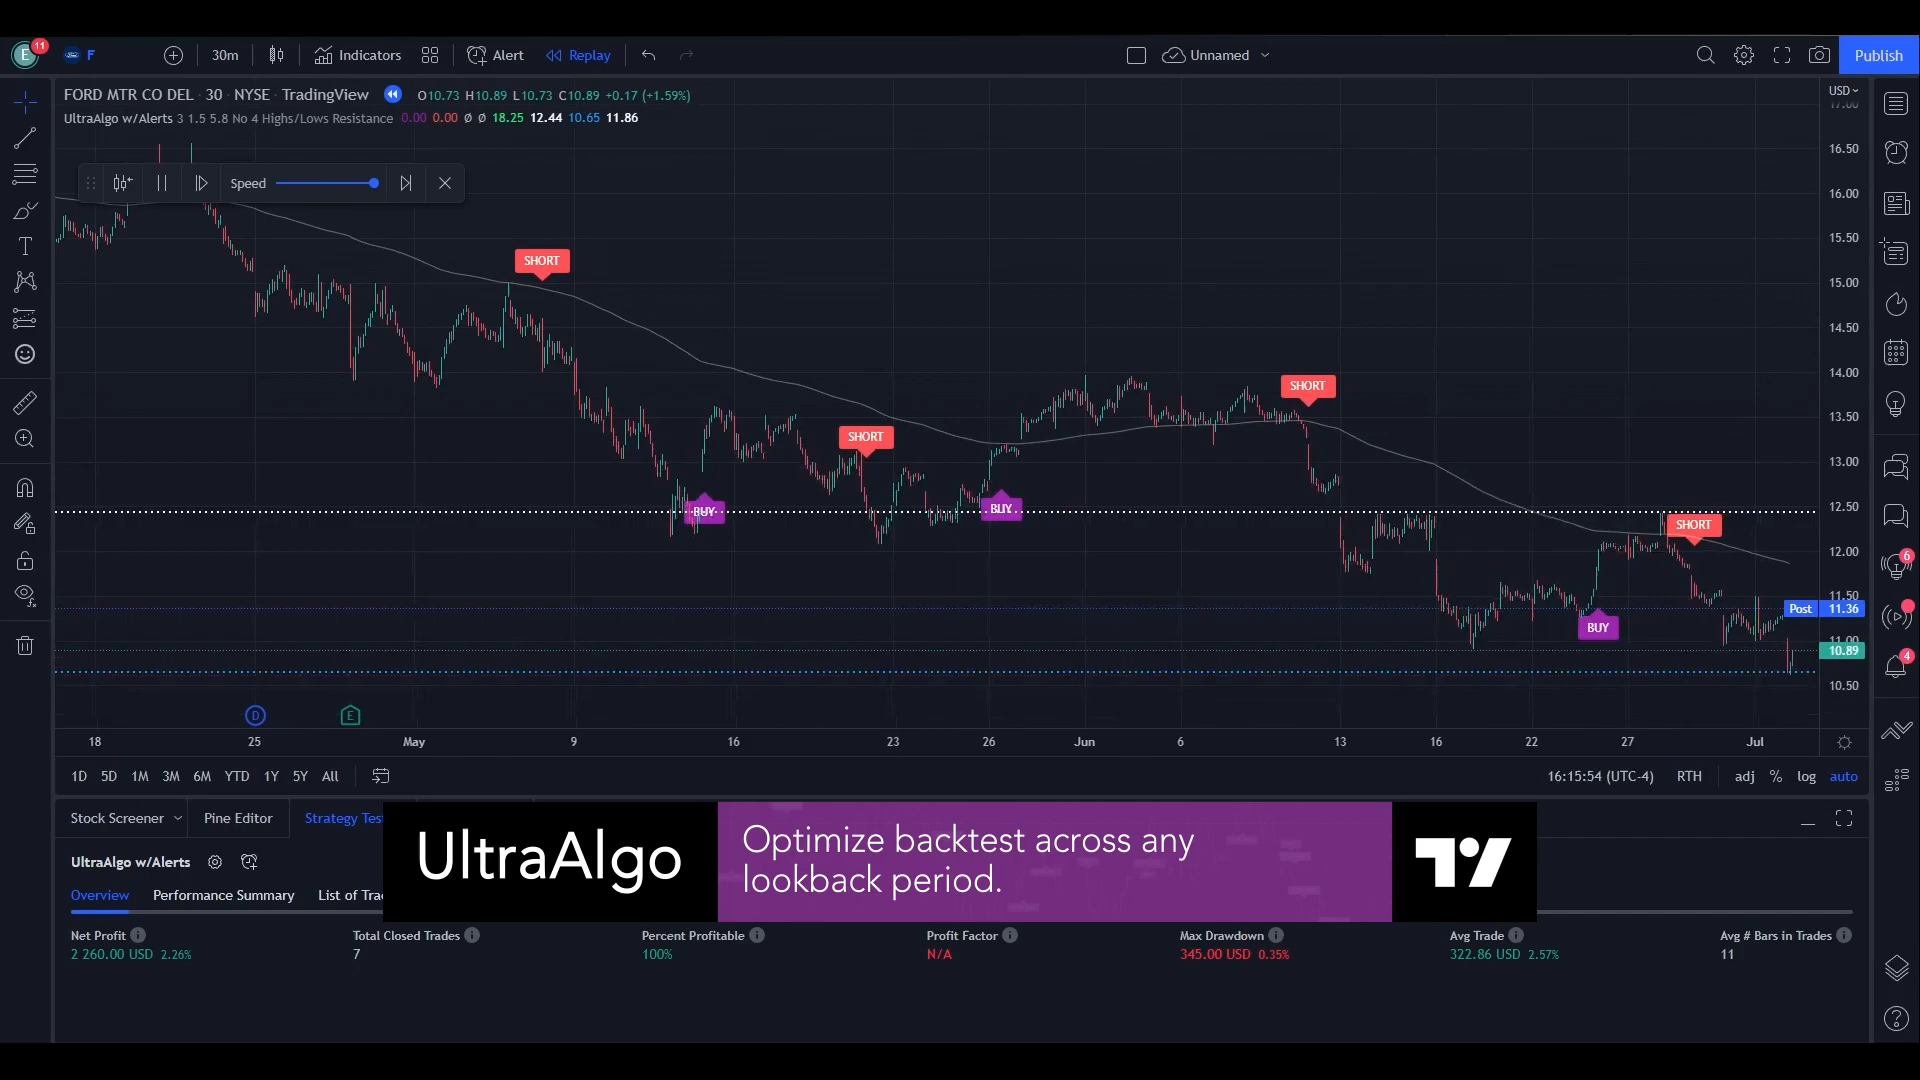 E 11 F 30m Indicators Alert Replay Unnamed Publish
FORD MTR CO DEL · 30 · NYSE · TradingView O10.73 H10.89 L10.73 C10.89 +0.17 (+1.59%)
UltraAlgo w/Alerts 3 1.5 5.8 No 4 Highs/Lows Resistance 0.00 0.00 Ø Ø 18.25 12.44 10.65 11.86
USD
17.00
16.50
Speed
16.00
15.50
SHORT
15.00
14.50
14.00
SHORT
13.50
SHORT
13.00
BUY
BUY
12.50
SHORT
12.00
11.50
Post 11.36
BUY
11.00
10.89
10.50
6
4
D E
18 25 May 9 16 23 26 Jun 6 13 16 22 27 Jul
1D 5D 1M 3M 6M YTD 1Y 5Y All 16:15:54 (UTC-4) RTH adj % log auto
Stock Screener Pine Editor Strategy Test
UltraAlgo
Optimize backtest across any
lookback period.
UltraAlgo w/Alerts
Overview Performance Summary List of Tra
Net Profit Total Closed Trades Percent Profitable Profit Factor Max Drawdown Avg Trade Avg # Bars in Trades
2 260.00 USD 2.26% 7 100% N/A 345.00 USD 0.35% 322.86 USD 2.57% 11